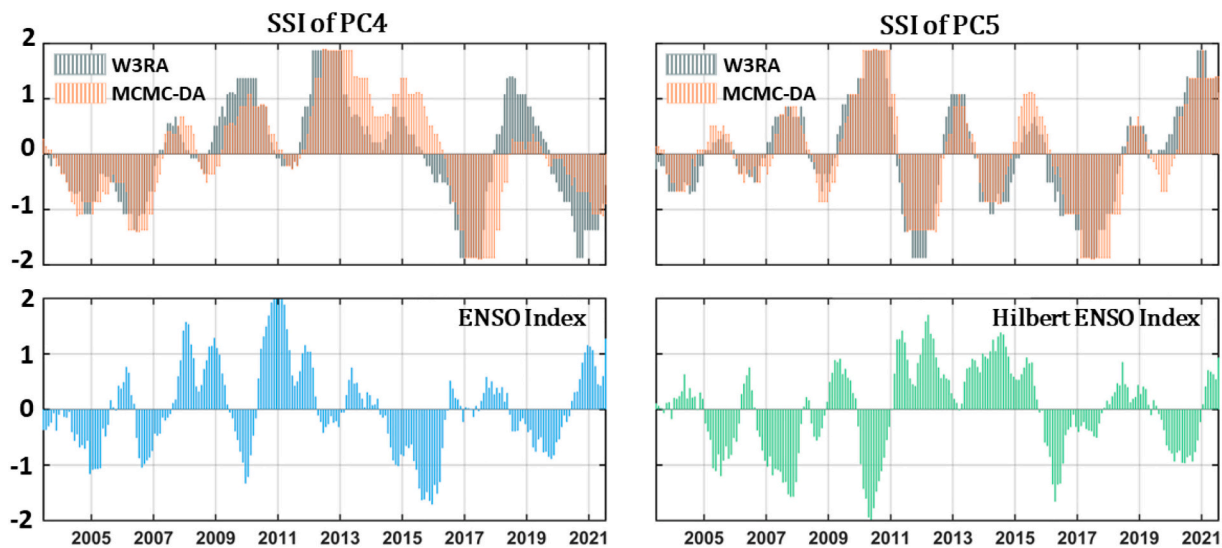 SSI of PC4
SSI of PC5
2
W3RA
MCMC-DA
W3RA
MCMC-DA
1
0
-1
-2
2
ENSO Index
Hilbert ENSO Index
1
0
-1
-2
2005 2007 2009 2011 2013 2015 2017 2019 2021
2005 2007 2009 2011 2013 2015 2017 2019 2021